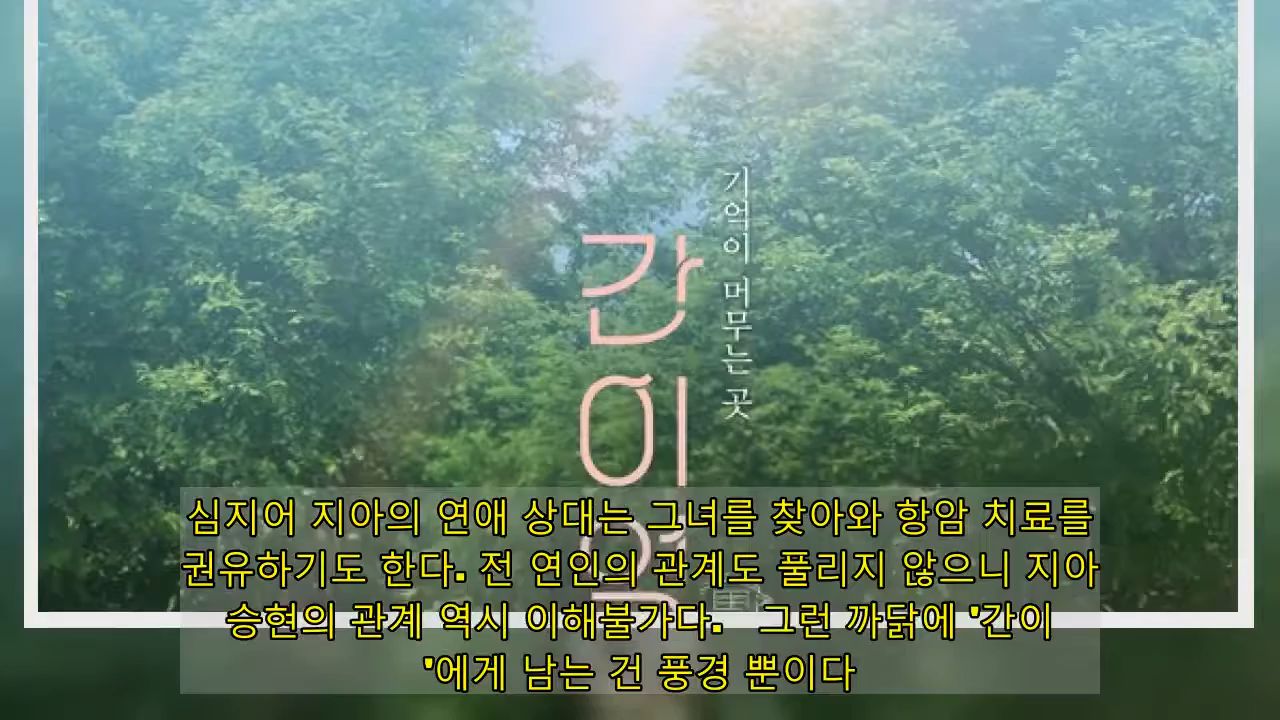 기억이 머무는 곳
간이역
심지어 지아의 연애 상대는 그녀를 찾아와 항암 치료를
권유하기도 한다. 전 연인의 관계도 풀리지 않으니 지아
승현의 관계 역시 이해불가다.   그런 까닭에 '간이
'에게 남는 건 풍경 뿐이다